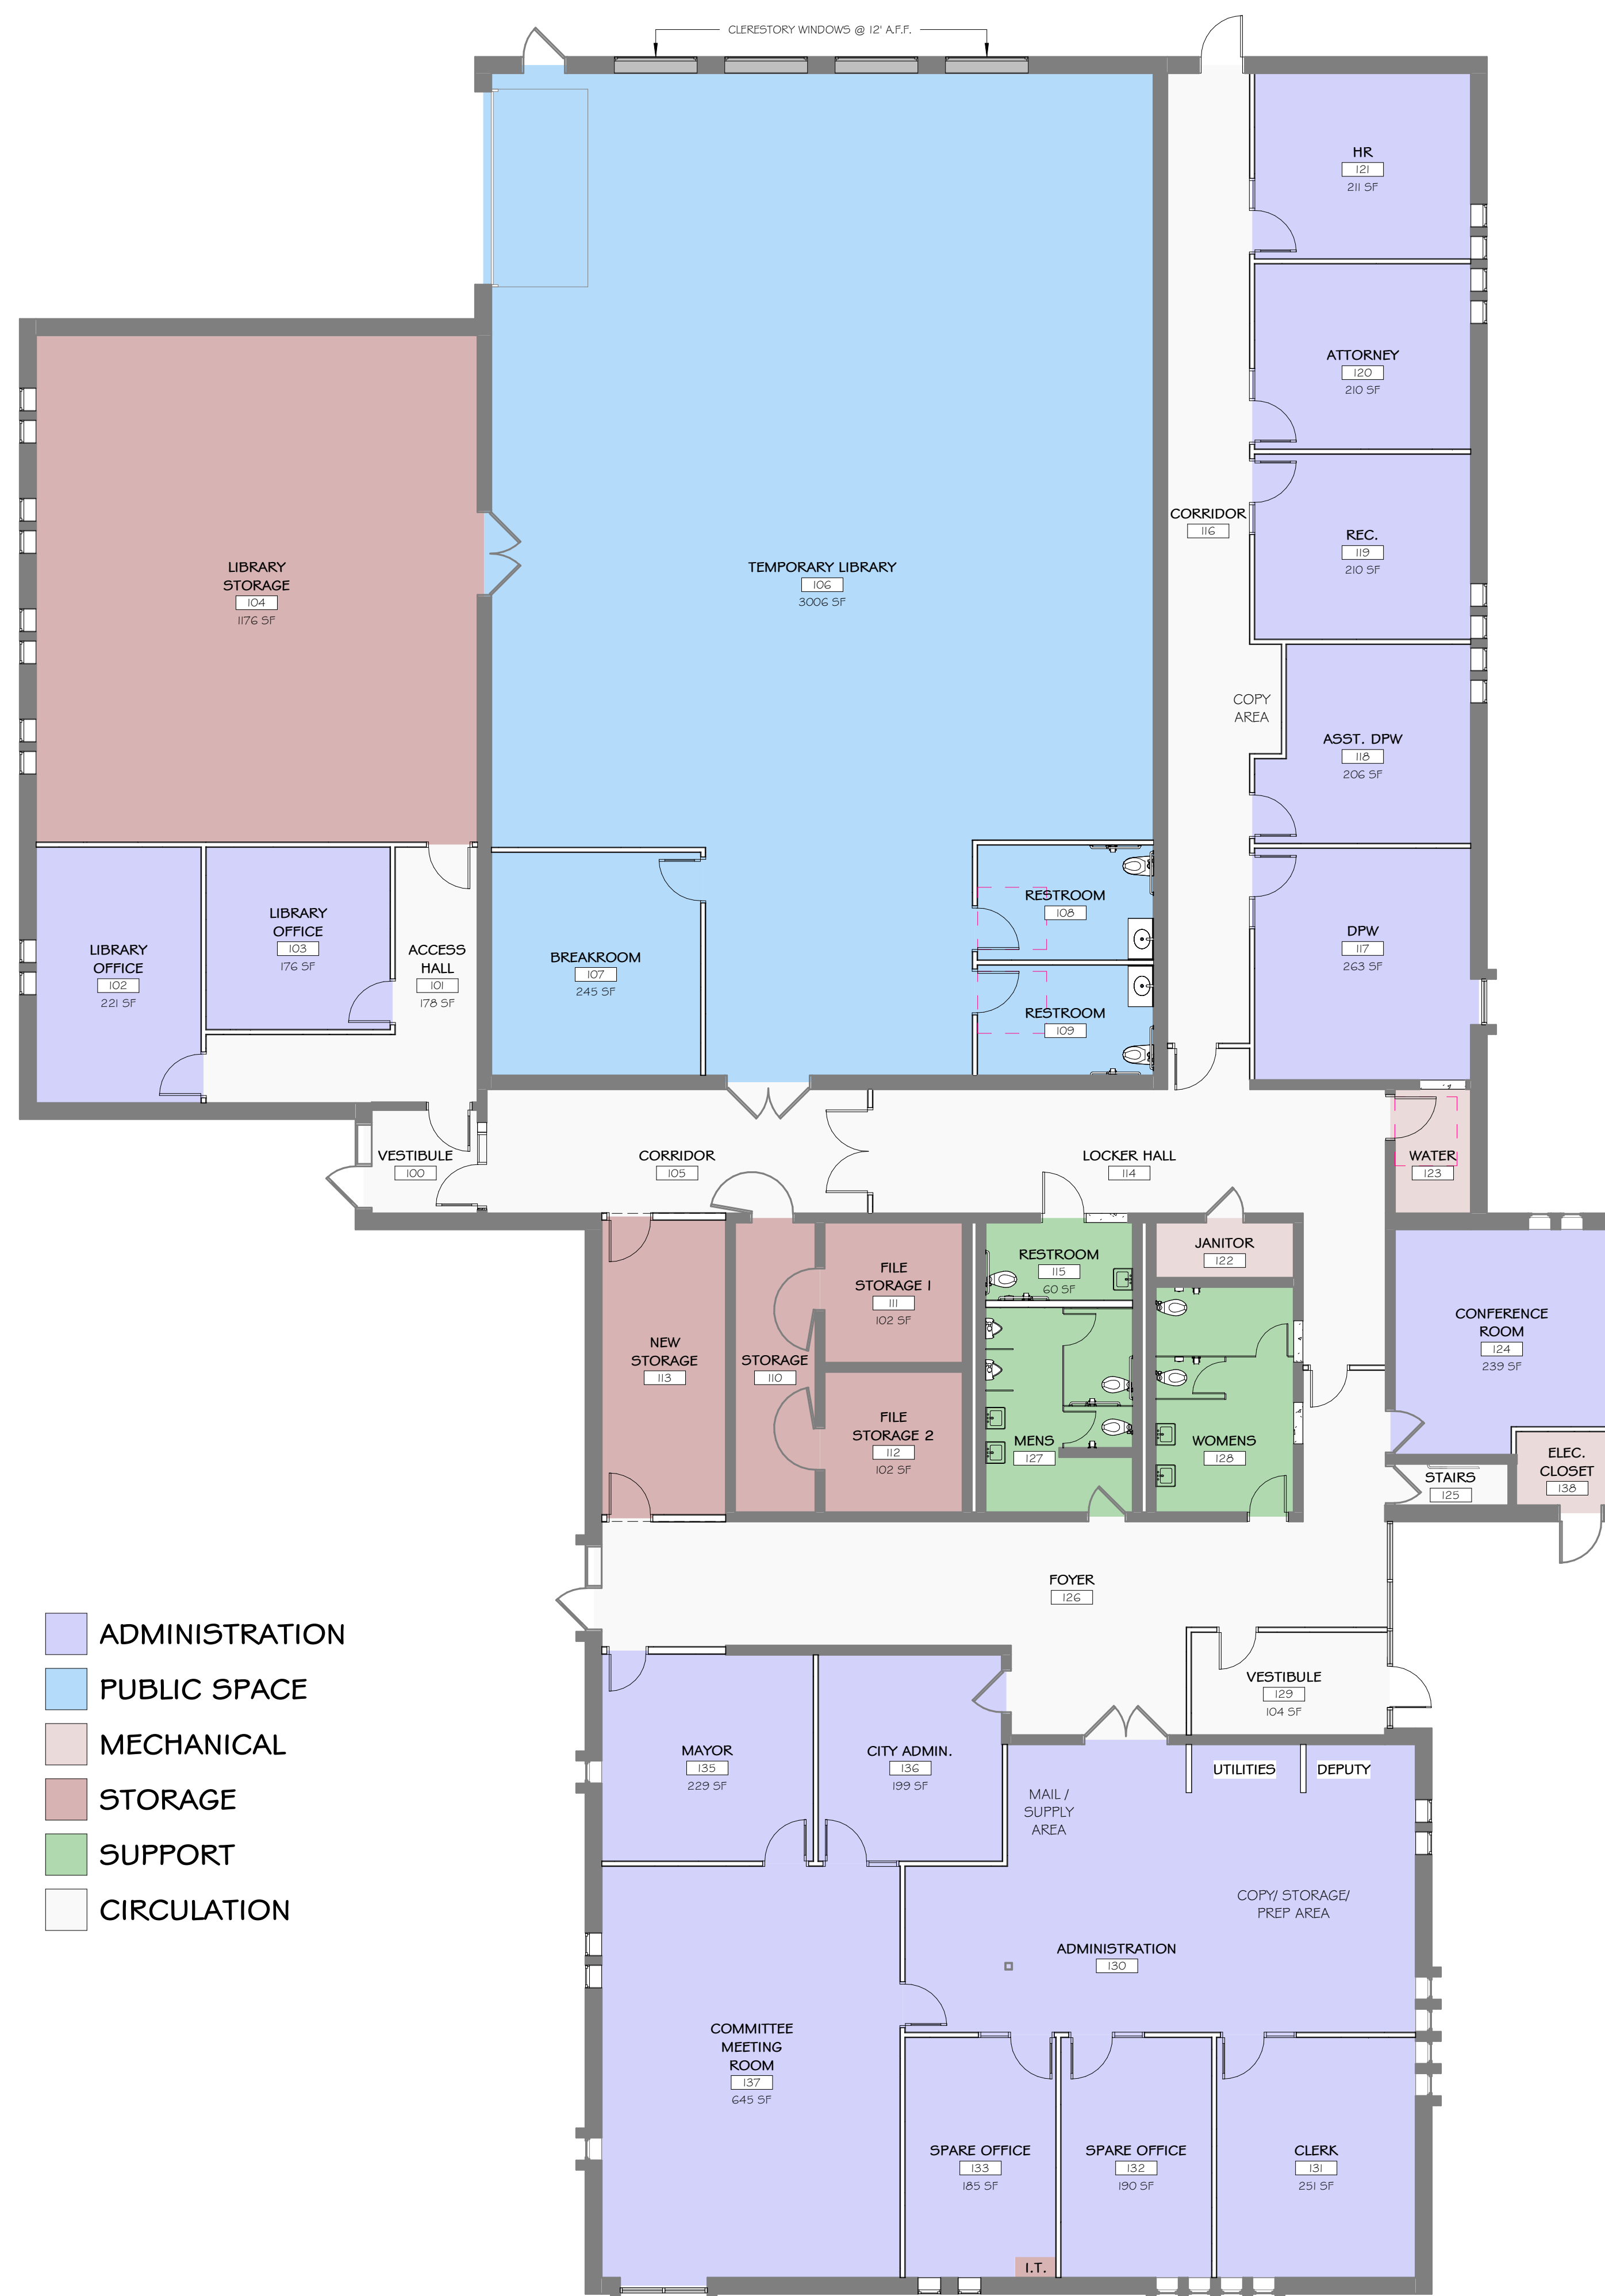 CLERESTORY WINDOWS @ 12' A.F.F.
HR
121
211 SF
ATTORNEY
120
210 SF
CORRIDOR
116
REC.
119
210 SF
LIBRARY
STORAGE
104
1176 SF
TEMPORARY LIBRARY
106
3006 SF
COPY
AREA
ASST. DPW
118
206 SF
LIBRARY
OFFICE
102
221 SF
LIBRARY
OFFICE
103
176 SF
ACCESS
HALL
101
178 SF
BREAKROOM
107
245 SF
RESTROOM
108
RESTROOM
109
DPW
117
263 SF
VESTIBULE
100
CORRIDOR
105
LOCKER HALL
114
WATER
123
NEW
STORAGE
113
STORAGE
110
FILE
STORAGE 1
111
102 SF
FILE
STORAGE 2
112
102 SF
RESTROOM
115
60 SF
JANITOR
122
MENS
127
WOMENS
128
CONFERENCE
ROOM
124
239 SF
STAIRS
125
ELEC.
CLOSET
138
FOYER
126
VESTIBULE
129
104 SF
ADMINISTRATION
PUBLIC SPACE
MECHANICAL
STORAGE
SUPPORT
CIRCULATION
MAYOR
135
229 SF
CITY ADMIN.
136
199 SF
MAIL /
SUPPLY
AREA
UTILITIES
DEPUTY
COPY/ STORAGE/
PREP AREA
ADMINISTRATION
130
COMMITTEE
MEETING
ROOM
137
645 SF
SPARE OFFICE
133
185 SF
SPARE OFFICE
132
190 SF
CLERK
131
251 SF
I.T.